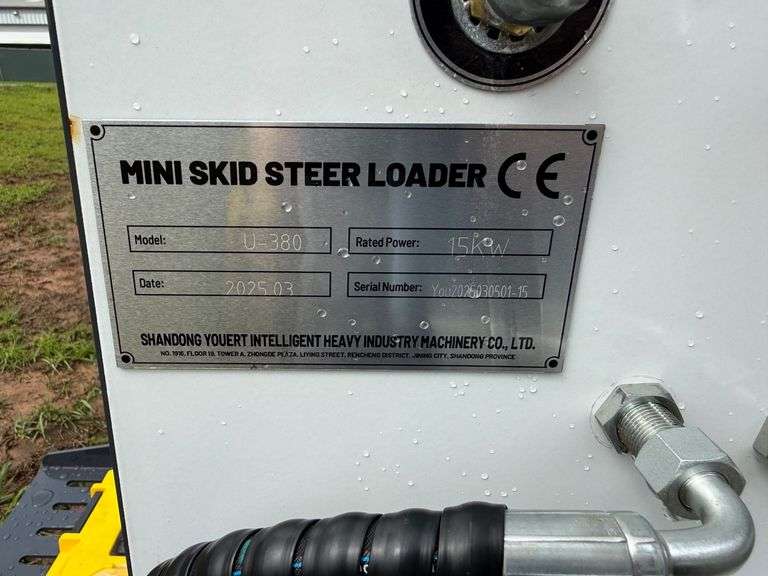 MINI SKID STEER LOADER CE
Model: U-380
Rated Power: 15KW
Date: 2025.03
Serial Number: You2025030501-15
SHANDONG YOUERT INTELLIGENT HEAVY INDUSTRY MACHINERY CO., LTD.
NO. 1916, FLOOR 19, TOWER A, ZHONGDE PLAZA, LIYING STREET, RENCHENG DISTRICT, JINING CITY, SHANDONG PROVINCE